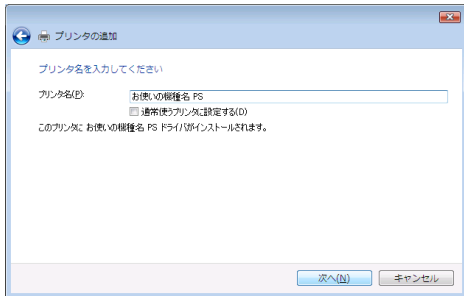 プリンタの追加
プリンタ名を入力してください
プリンタ名(P): お使いの機種名 PS
通常使うプリンタに設定する(D)
このプリンタに お使いの機種名 PS ドライバがインストールされます。
次へ(N) キャンセル